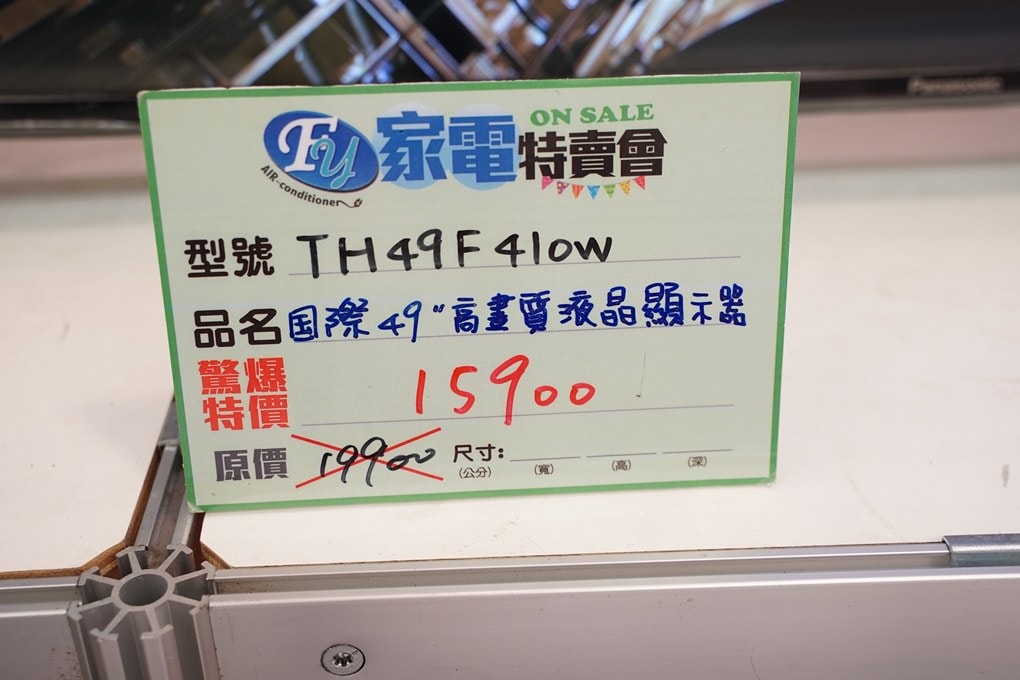 Panasonic
ON SALE
Fy 家電特賣會
AIR-conditioner
型號 TH49F410W
品名 国際49"高畫質液晶顯示器
驚爆特價 15900
原價 19900 尺寸:
(公分) (寬) (高) (深)